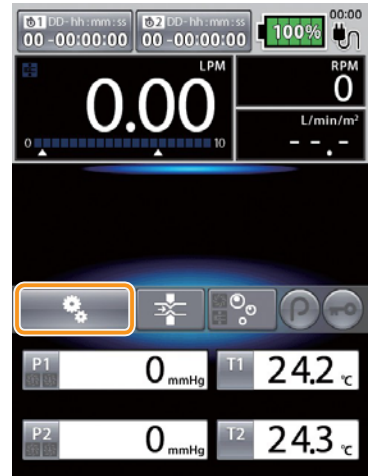 1 DD- hh : mm : ss 2 DD- hh : mm : ss 00:00
00 -00:00:00 00 -00:00:00 100%
LPM RPM
0.00 0
L/min/m²
0 10 --.-
P
P1 0 mmHg T1 24.2 °C
P2 0 mmHg T2 24.3 °C